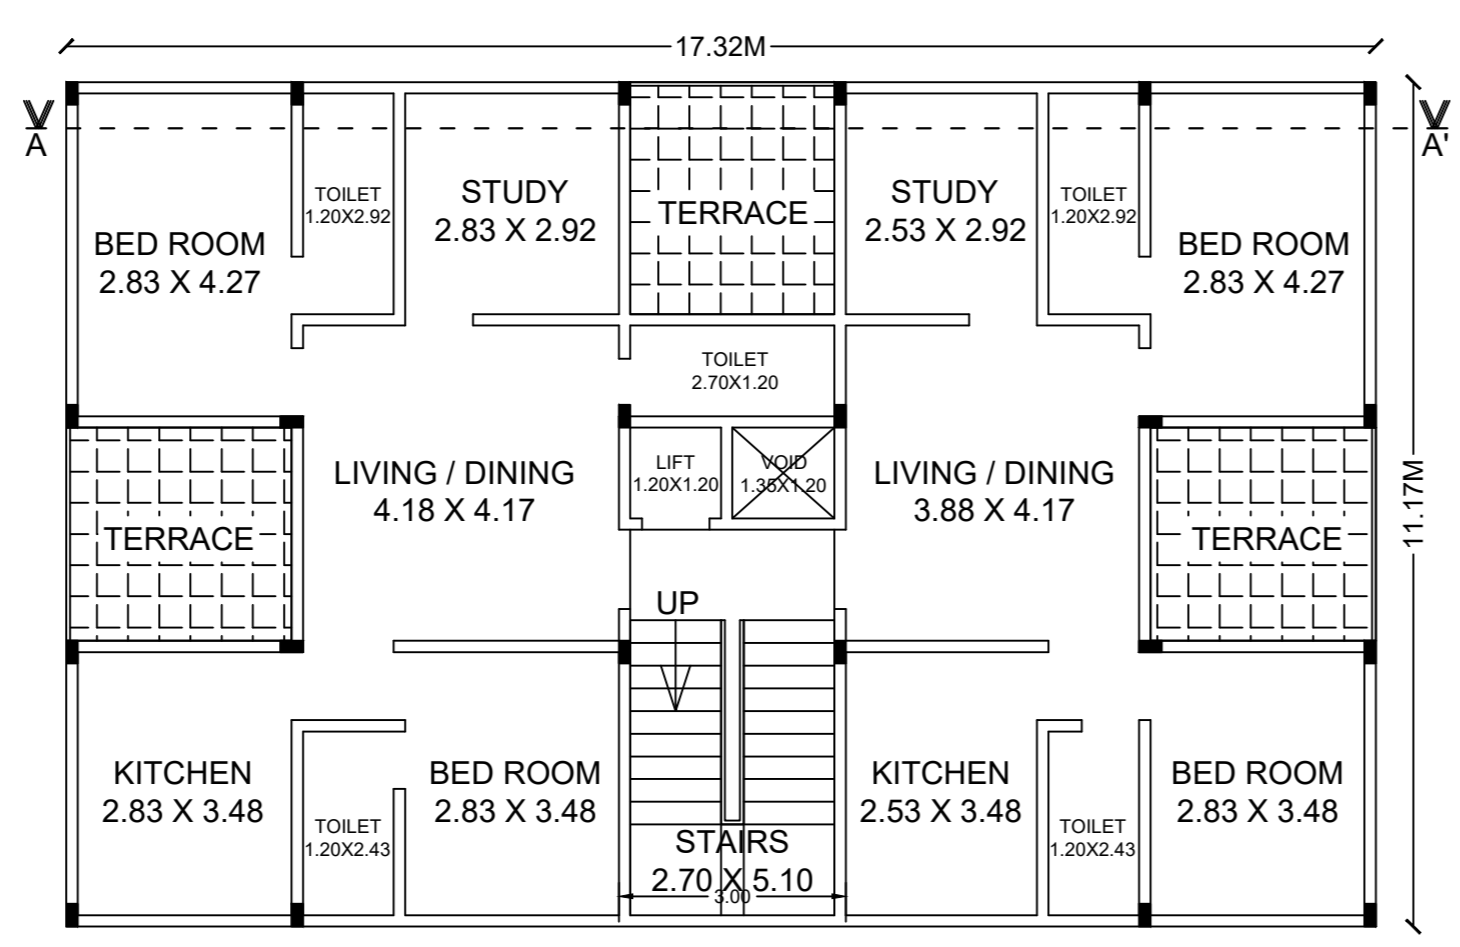 17.32M
A
A'
TOILET
1.20X2.92
STUDY
2.83 X 2.92
TERRACE
STUDY
2.53 X 2.92
TOILET
1.20X2.92
BED ROOM
2.83 X 4.27
BED ROOM
2.83 X 4.27
TOILET
2.70X1.20
LIVING / DINING
4.18 X 4.17
LIFT
1.20X1.20
VOID
1.35X1.20
LIVING / DINING
3.88 X 4.17
11.17M
TERRACE
TERRACE
UP
KITCHEN
2.83 X 3.48
TOILET
1.20X2.43
BED ROOM
2.83 X 3.48
STAIRS
2.70 X 5.10
3.00
KITCHEN
2.53 X 3.48
TOILET
1.20X2.43
BED ROOM
2.83 X 3.48